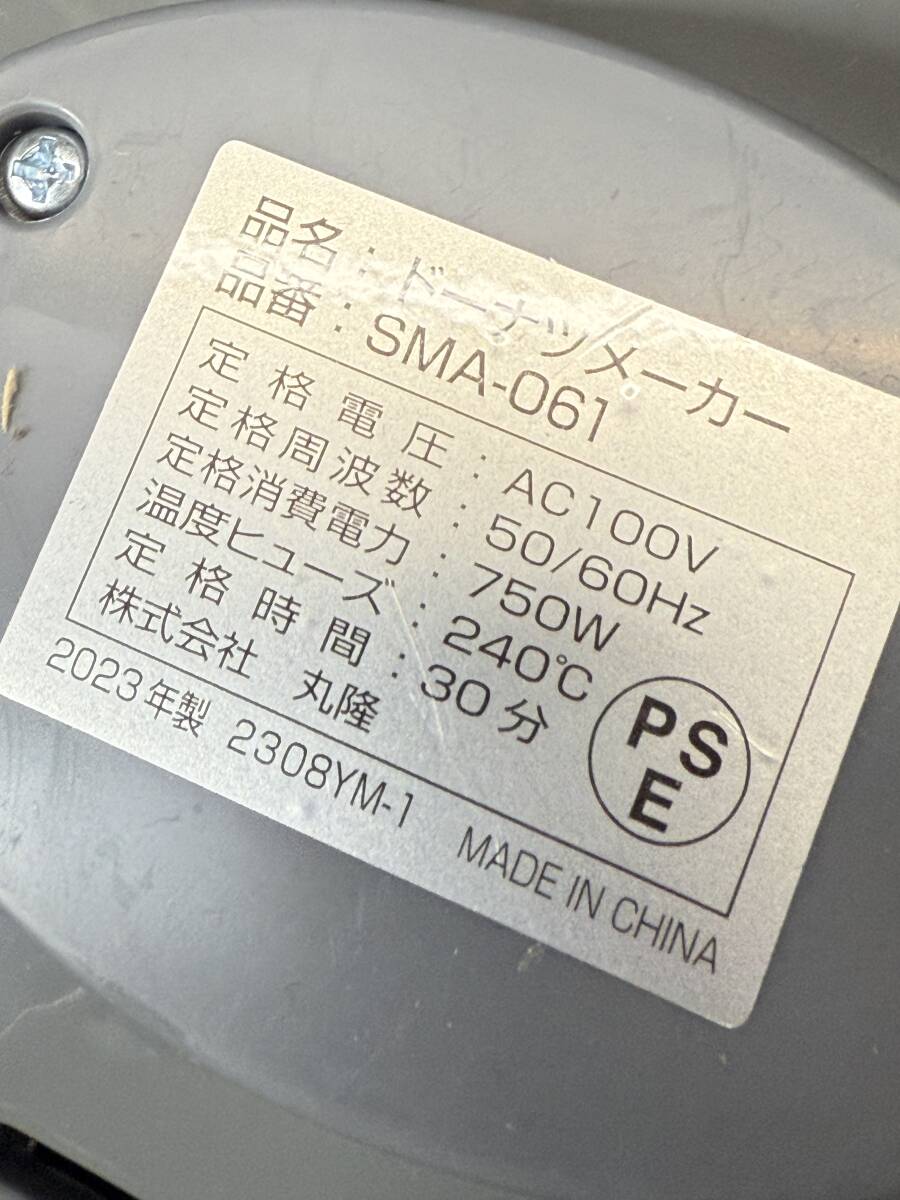 品名：ドーナツメーカー
品番：SMA-061
定格電圧：AC100V
定格周波数：50/60Hz
定格消費電力：750W
温度ヒューズ：240℃
定格時間：30分
株式会社 丸隆
PSE
2023年製 2308YM-1 MADE IN CHINA